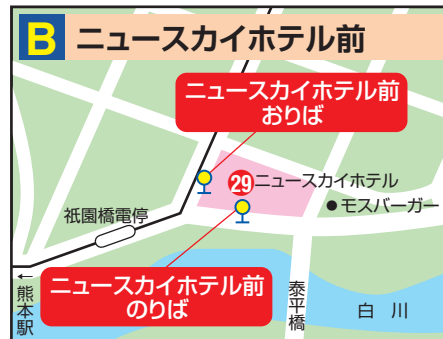 B ニュースカイホテル前
ニュースカイホテル前
おりば
29 ニュースカイホテル
モスバーガー
祇園橋電停
←
熊本駅
ニュースカイホテル前
のりば
泰平橋
白川